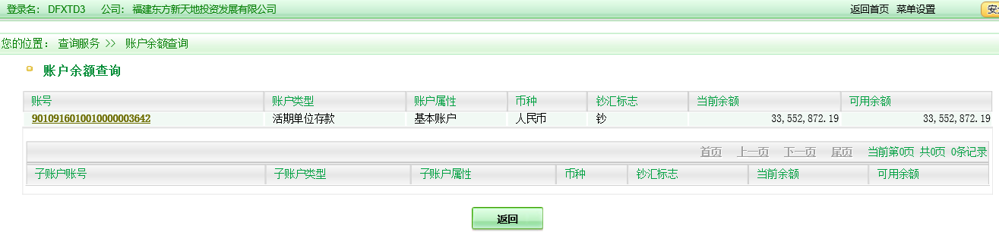 登录名： DFXTD3 公司： 福建东方新天地投资发展有限公司 返回首页 菜单设置
您的位置： 查询服务 >> 账户余额查询
账户余额查询
账号 账户类型 账户属性 币种 钞汇标志 当前余额 可用余额
9010916010010000003642 活期单位存款 基本账户 人民币 钞 33,552,872.19 33,552,872.19
首页 上一页 下一页 尾页 当前第0页 共0页 0条记录
子账户账号 子账户类型 子账户属性 币种 钞汇标志 当前余额 可用余额
返回